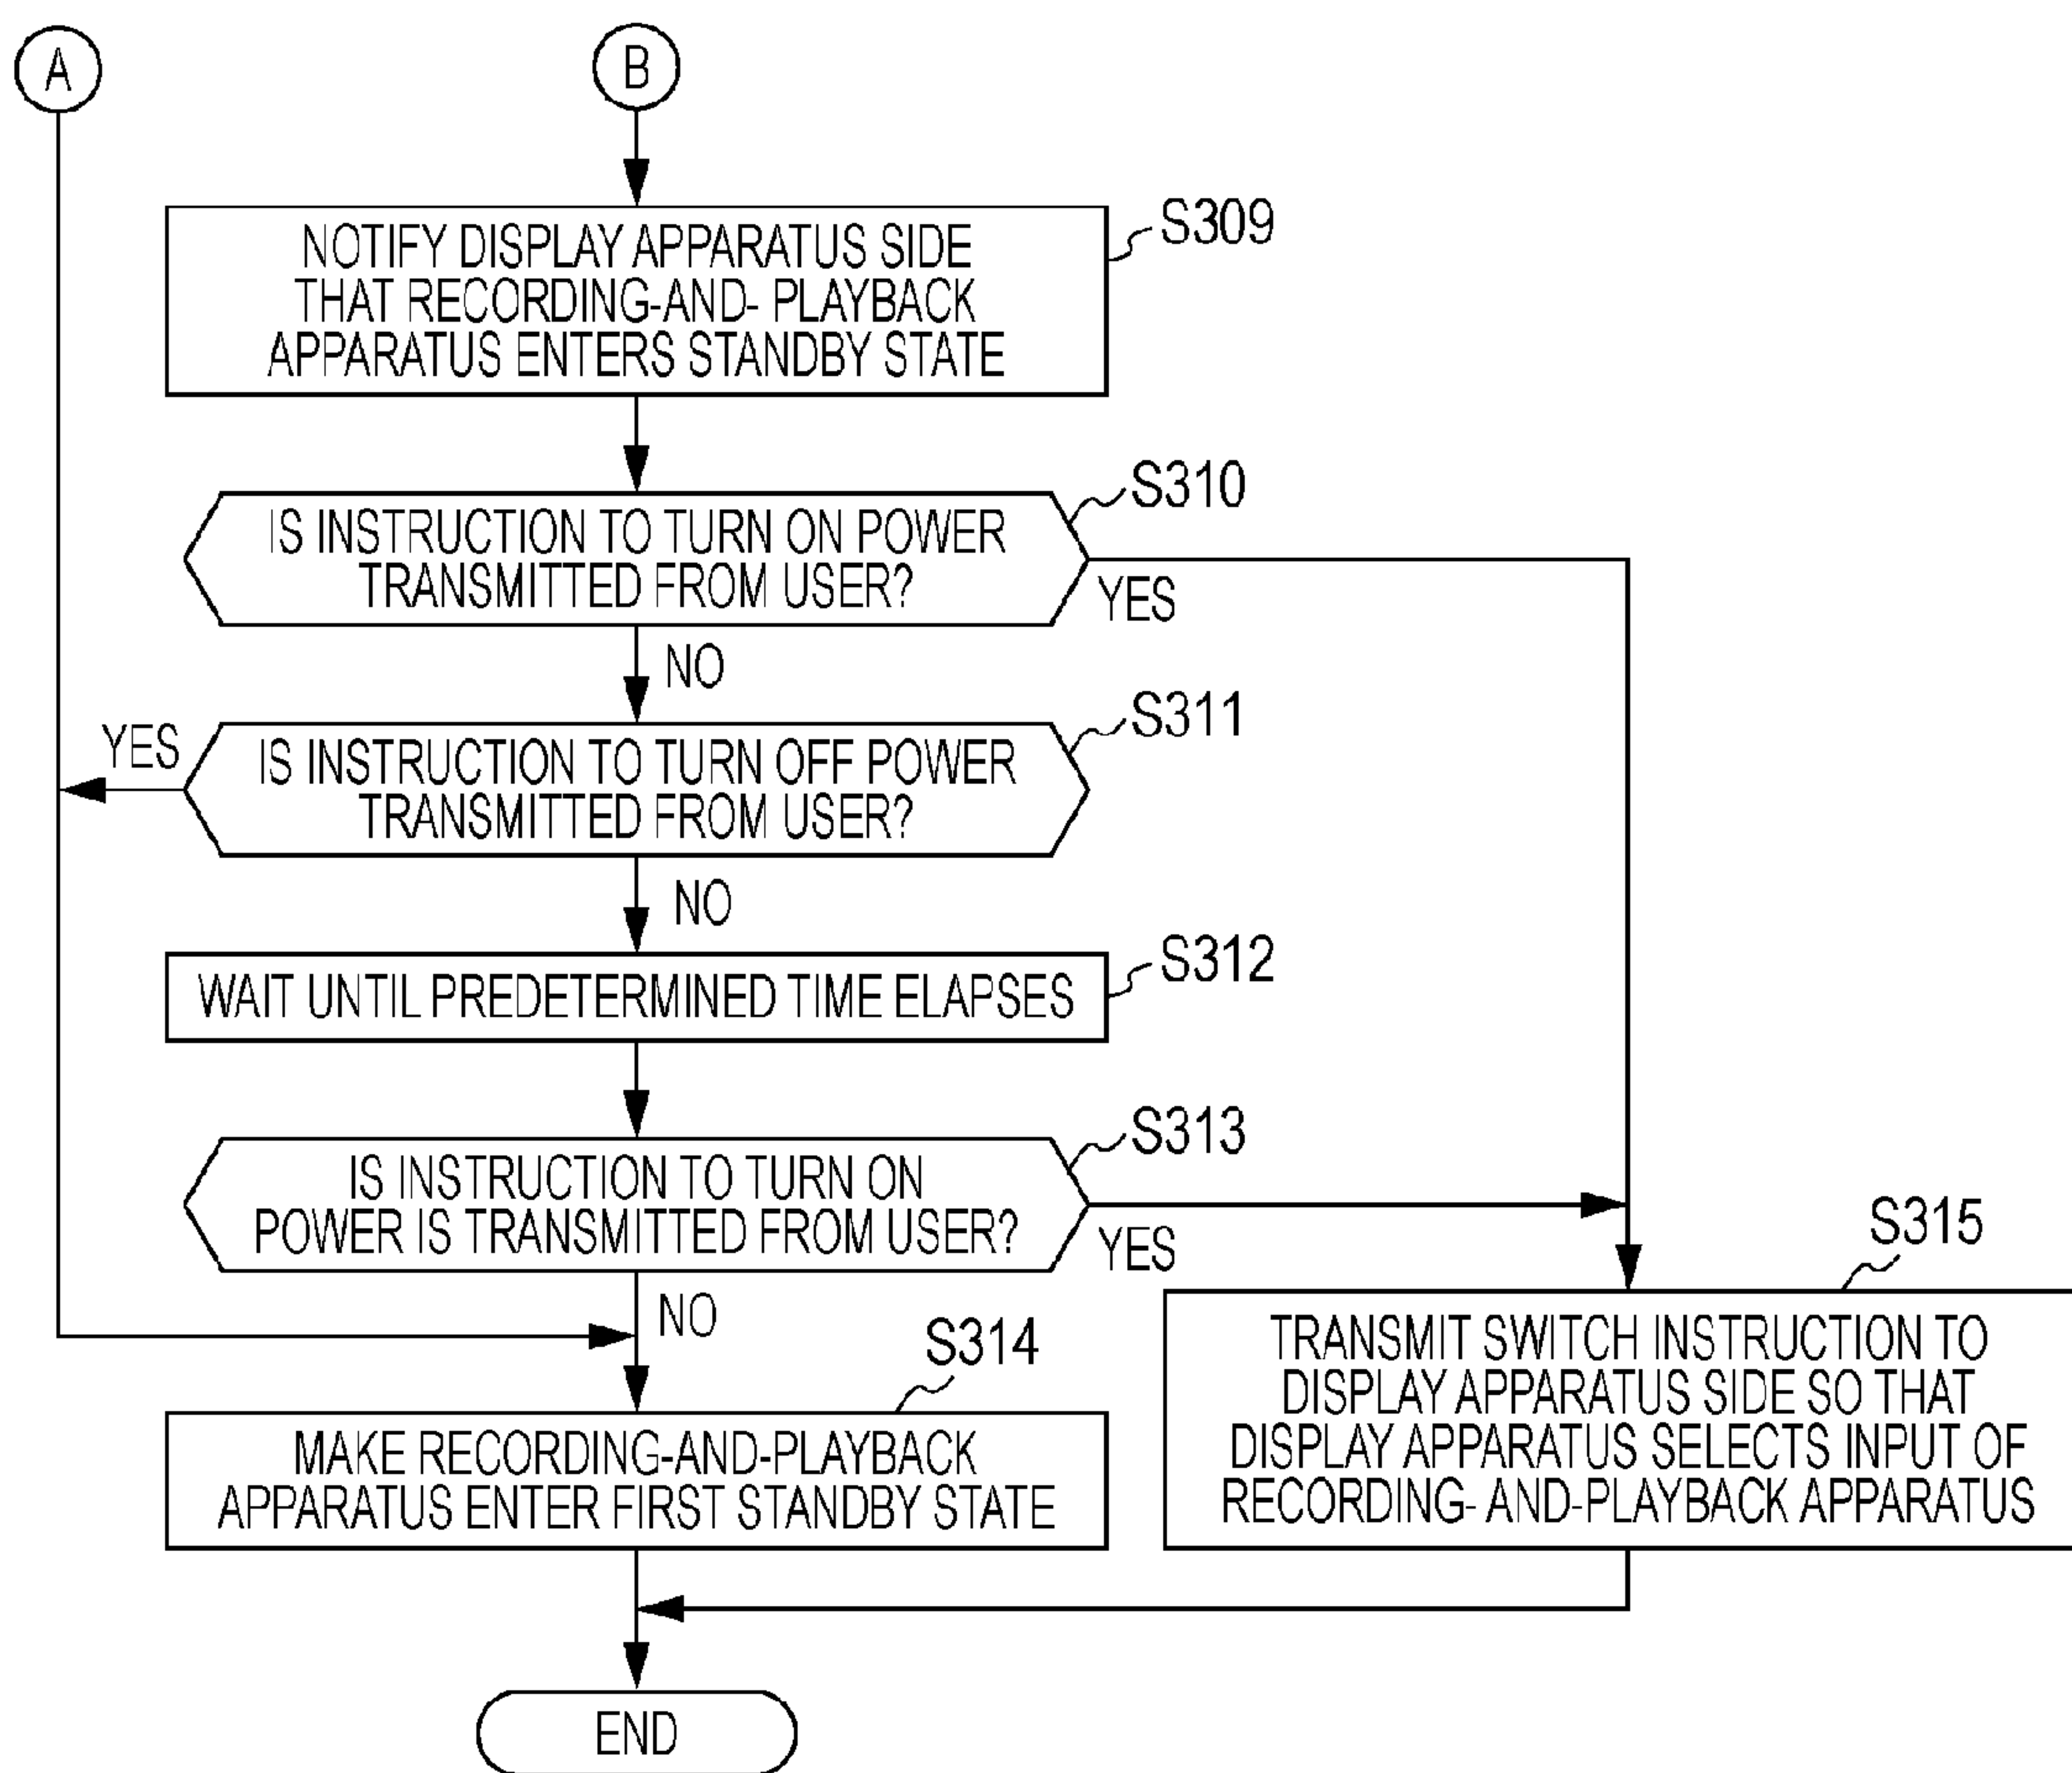 A
B
S309
NOTIFY DISPLAY APPARATUS SIDE
THAT RECORDING-AND- PLAYBACK
APPARATUS ENTERS STANDBY STATE
S310
IS INSTRUCTION TO TURN ON POWER
TRANSMITTED FROM USER?
YES
NO
S311
YES
IS INSTRUCTION TO TURN OFF POWER
TRANSMITTED FROM USER?
NO
S312
WAIT UNTIL PREDETERMINED TIME ELAPSES
S313
IS INSTRUCTION TO TURN ON
POWER IS TRANSMITTED FROM USER?
YES
NO
S314
MAKE RECORDING-AND-PLAYBACK
APPARATUS ENTER FIRST STANDBY STATE
S315
TRANSMIT SWITCH INSTRUCTION TO
DISPLAY APPARATUS SIDE SO THAT
DISPLAY APPARATUS SELECTS INPUT OF
RECORDING- AND-PLAYBACK APPARATUS
END